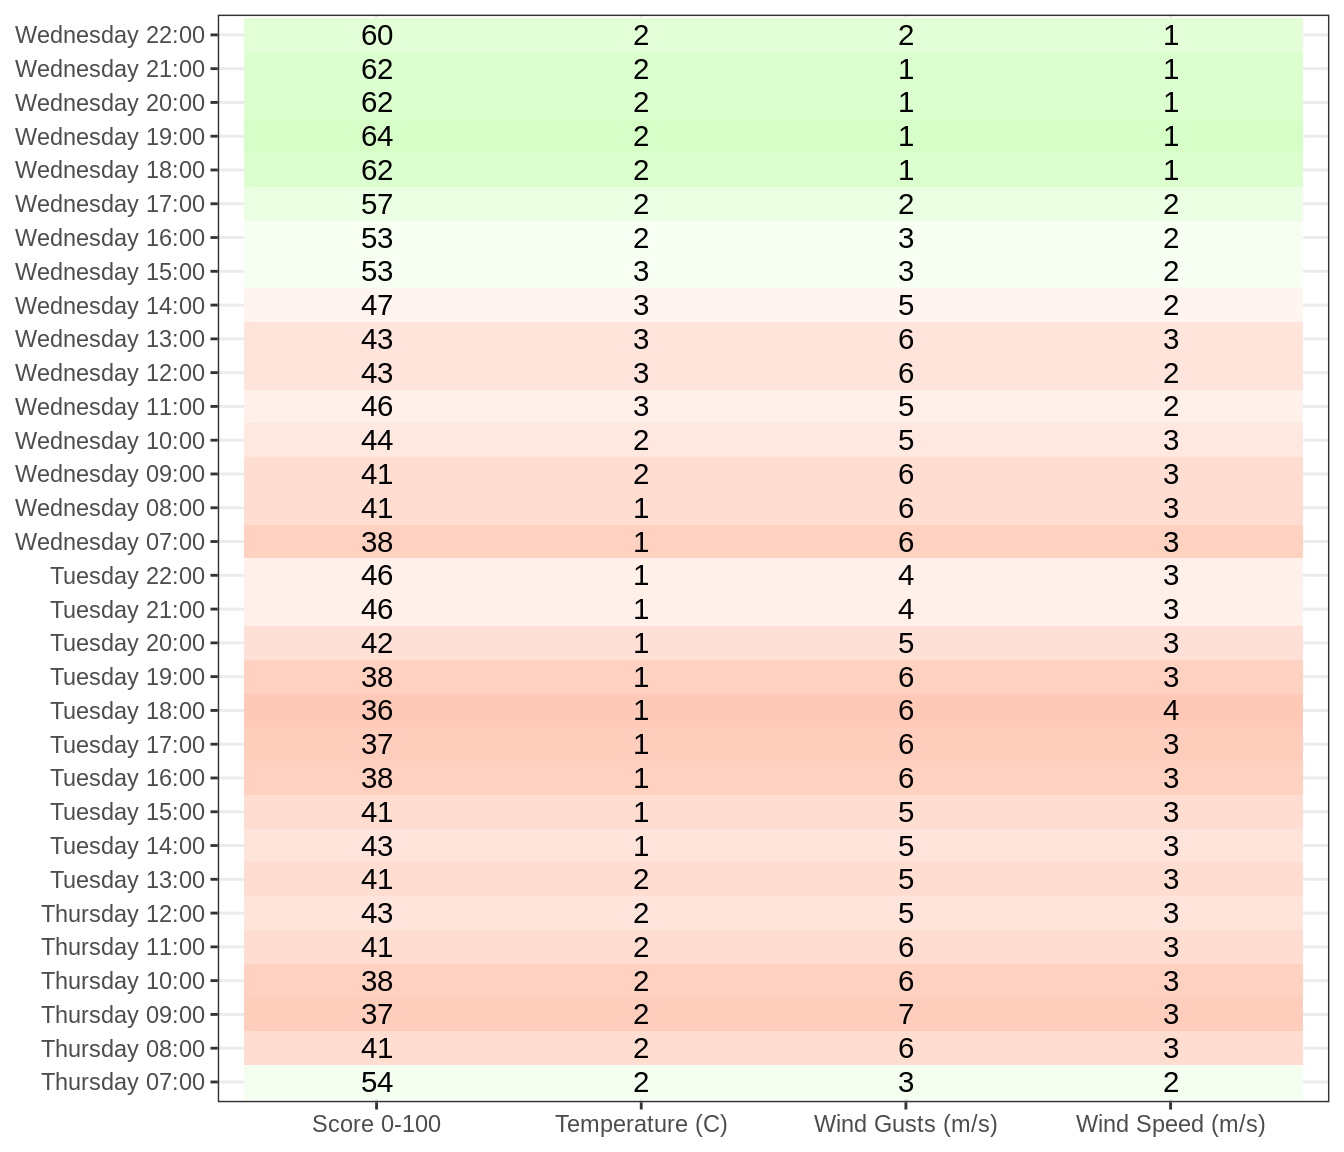 Wednesday 22:00 60 2 2 1
Wednesday 21:00 62 2 1 1
Wednesday 20:00 62 2 1 1
Wednesday 19:00 64 2 1 1
Wednesday 18:00 62 2 1 1
Wednesday 17:00 57 2 2 2
Wednesday 16:00 53 2 3 2
Wednesday 15:00 53 3 3 2
Wednesday 14:00 47 3 5 2
Wednesday 13:00 43 3 6 3
Wednesday 12:00 43 3 6 2
Wednesday 11:00 46 3 5 2
Wednesday 10:00 44 2 5 3
Wednesday 09:00 41 2 6 3
Wednesday 08:00 41 1 6 3
Wednesday 07:00 38 1 6 3
Tuesday 22:00 46 1 4 3
Tuesday 21:00 46 1 4 3
Tuesday 20:00 42 1 5 3
Tuesday 19:00 38 1 6 3
Tuesday 18:00 36 1 6 4
Tuesday 17:00 37 1 6 3
Tuesday 16:00 38 1 6 3
Tuesday 15:00 41 1 5 3
Tuesday 14:00 43 1 5 3
Tuesday 13:00 41 2 5 3
Thursday 12:00 43 2 5 3
Thursday 11:00 41 2 6 3
Thursday 10:00 38 2 6 3
Thursday 09:00 37 2 7 3
Thursday 08:00 41 2 6 3
Thursday 07:00 54 2 3 2
Score 0-100 Temperature (C) Wind Gusts (m/s) Wind Speed (m/s)